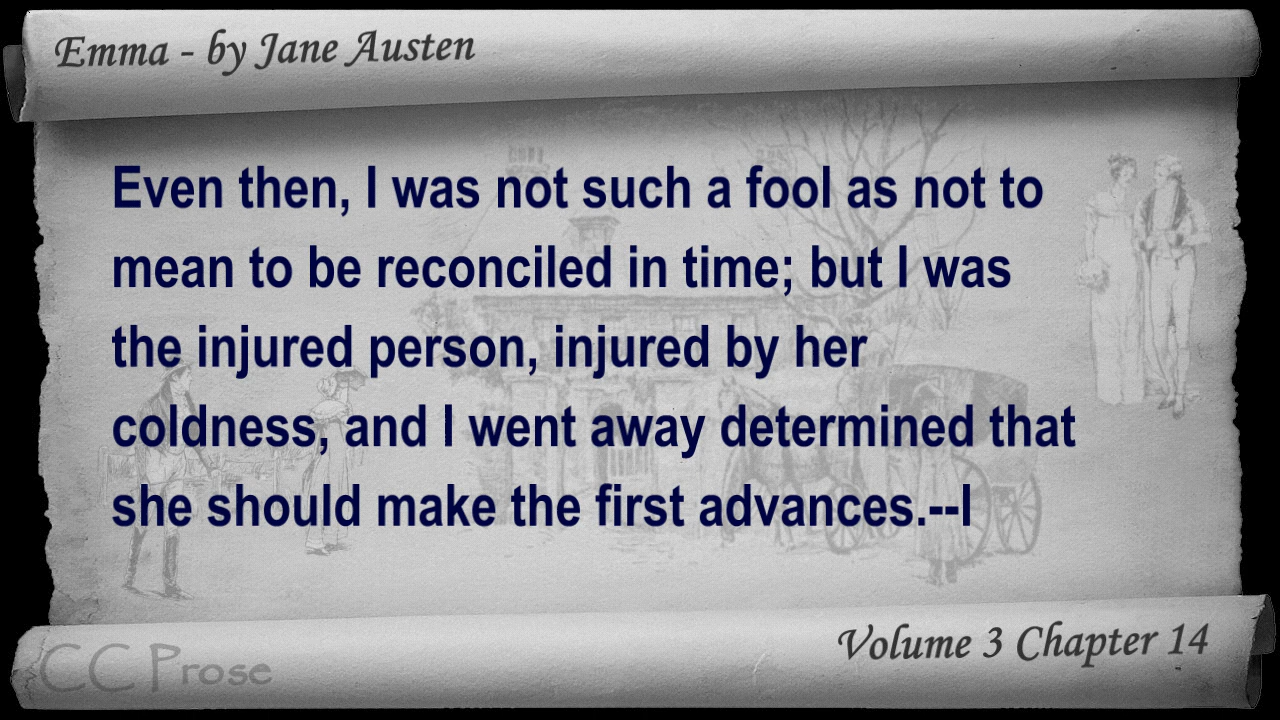 Emma - by Jane Austen
Even then, I was not such a fool as not to
mean to be reconciled in time; but I was
the injured person, injured by her
coldness, and I went away determined that
she should make the first advances.--I
Volume 3 Chapter 14
CC Prose